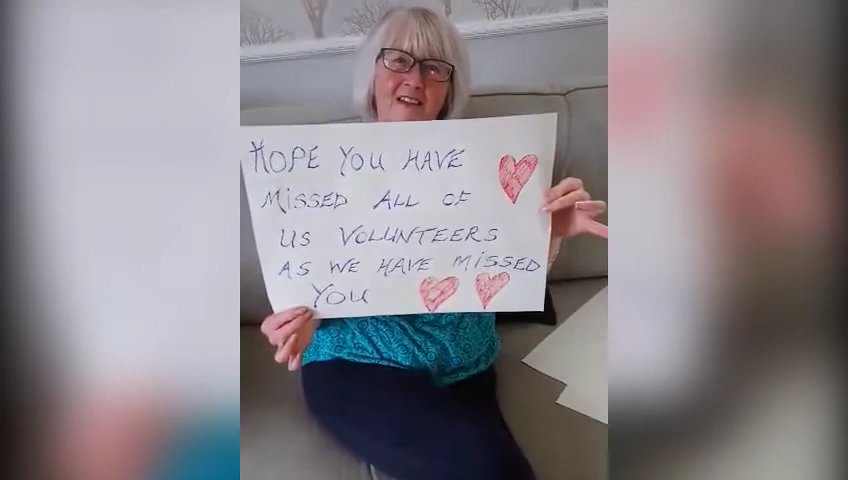 HOPE YOU HAVE
MISSED ALL OF
US VOLUNTEERS
AS WE HAVE MISSED
YOU